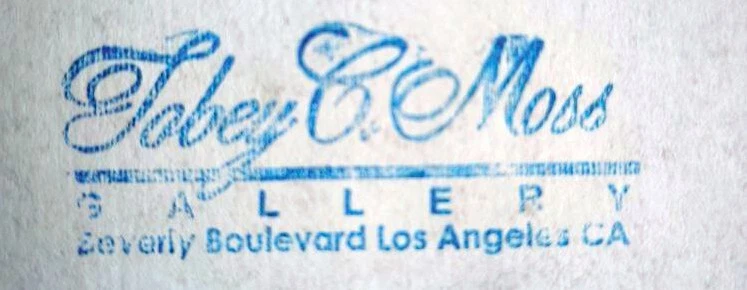 Tobey C. Moss
GALLERY
Beverly Boulevard Los Angeles CA